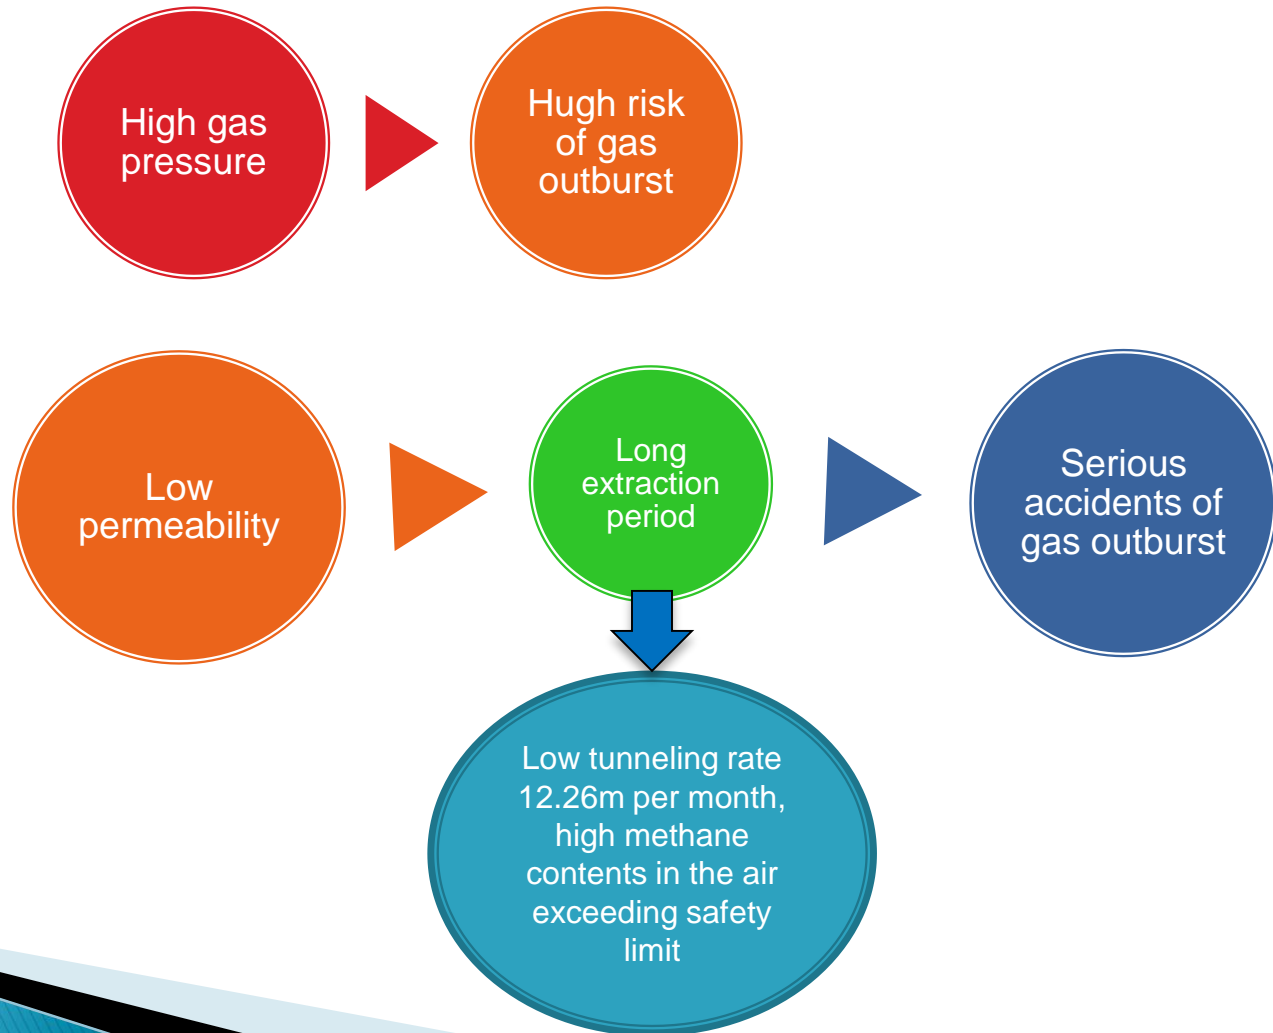 High gas
pressure
Hugh risk
of gas
outburst
Low
permeability
Long
extraction
period
Serious
accidents of
gas outburst
Low tunneling rate
12.26m per month,
high methane
contents in the air
exceeding safety
limit